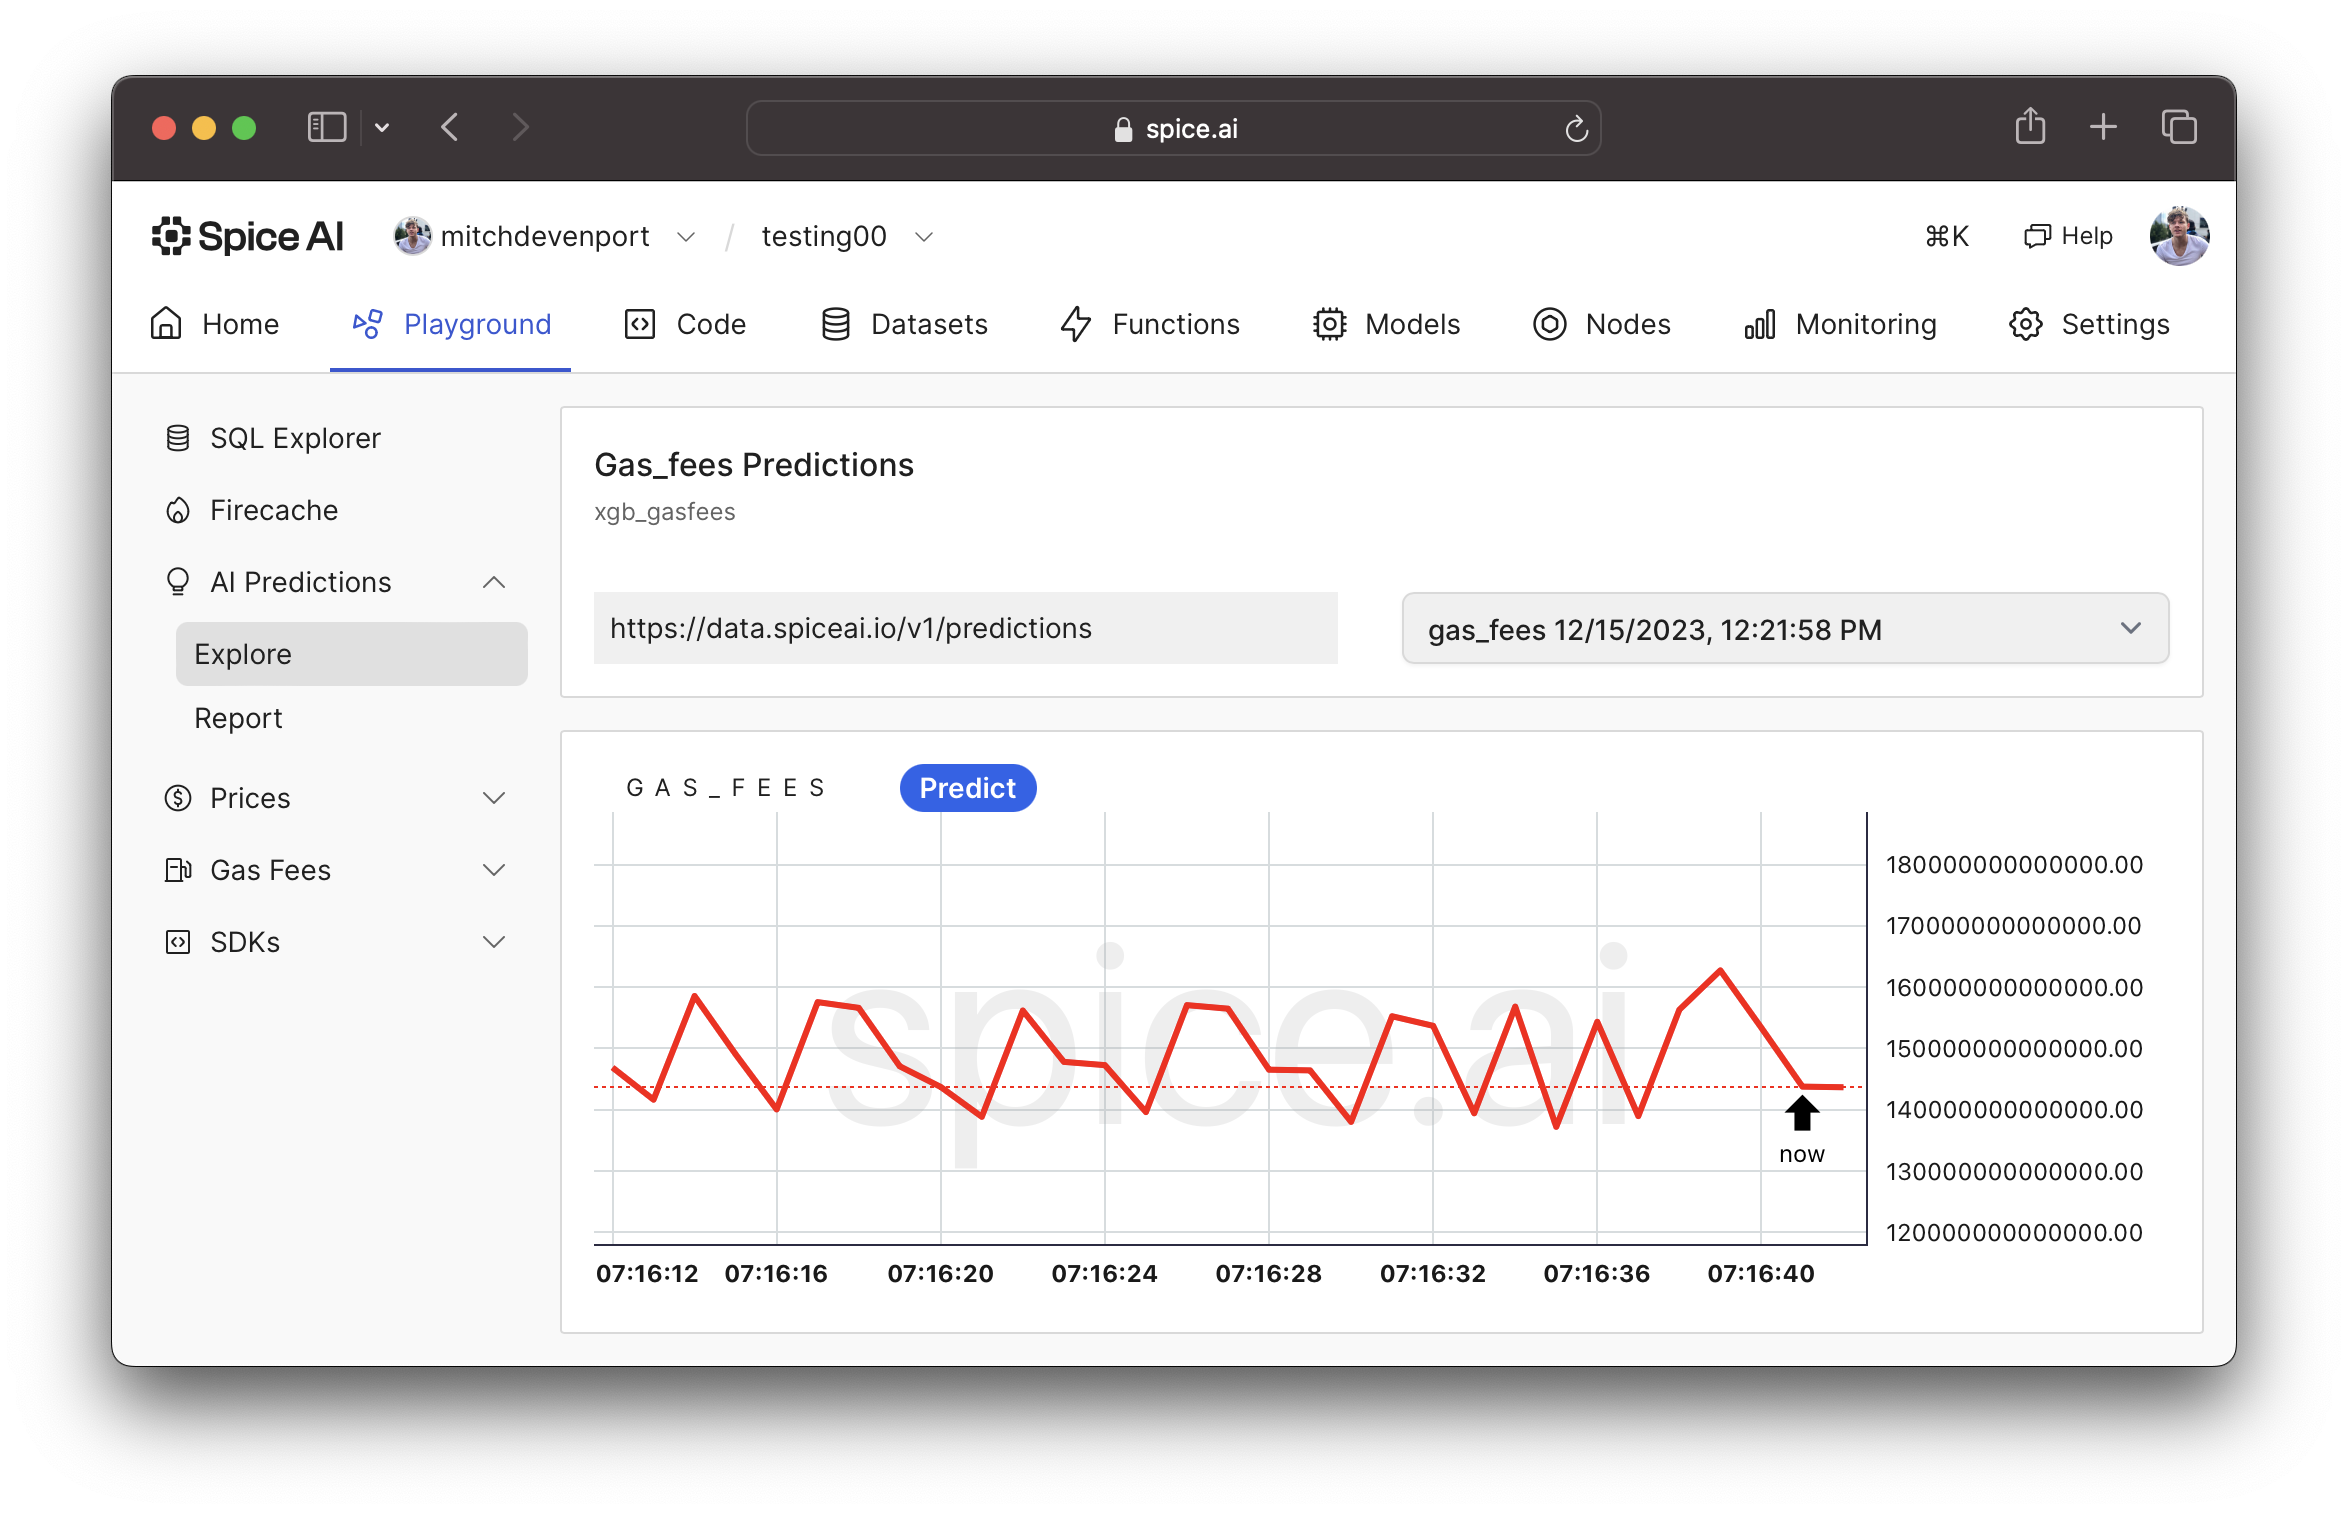 spice.ai
Spice AI mitchdevenport / testing00 ⌘K Help
Home Playground Code Datasets Functions Models Nodes Monitoring Settings
SQL Explorer
Firecache
AI Predictions
Explore
Report
Prices
Gas Fees
SDKs
Gas_fees Predictions
xgb_gasfees
https://data.spiceai.io/v1/predictions
gas_fees 12/15/2023, 12:21:58 PM
GAS_FEES
Predict
spice.ai
now
180000000000000.00
170000000000000.00
160000000000000.00
150000000000000.00
140000000000000.00
130000000000000.00
120000000000000.00
07:16:12 07:16:16 07:16:20 07:16:24 07:16:28 07:16:32 07:16:36 07:16:40